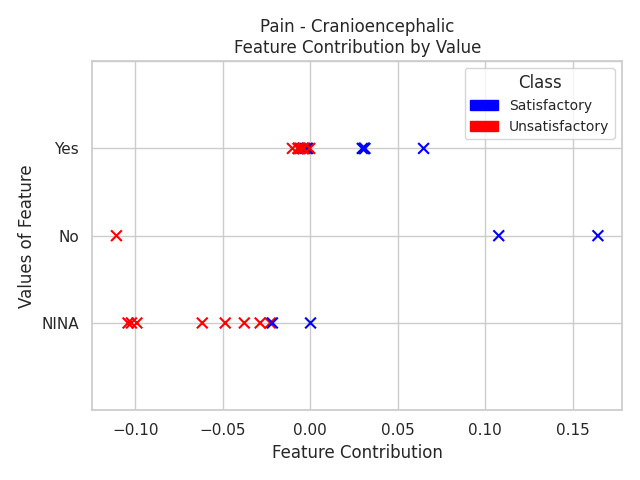 Pain - Cranioencephalic
Feature Contribution by Value
Class
Satisfactory
Unsatisfactory
Values of Feature
Yes
No
NINA
−0.10
−0.05
0.00
0.05
0.10
0.15
Feature Contribution